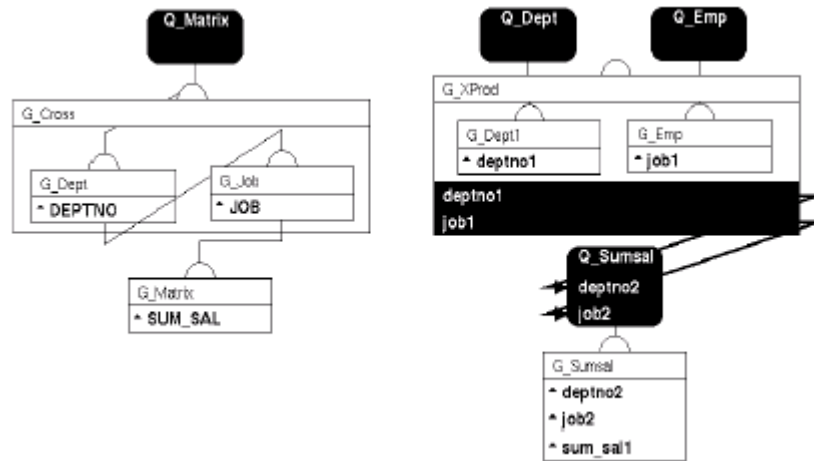 Q_Matrix
G_Cross
G_Dept
DEPTNO
G_Job
JOB
G_Matrix
SUM_SAL
Q_Dept
Q_Emp
G_XProd
G_Dept1
deptno1
G_Emp
job1
deptno1
job1
Q_Sumsal
deptno2
job2
G_Sumsal
deptno2
job2
sum_sal1